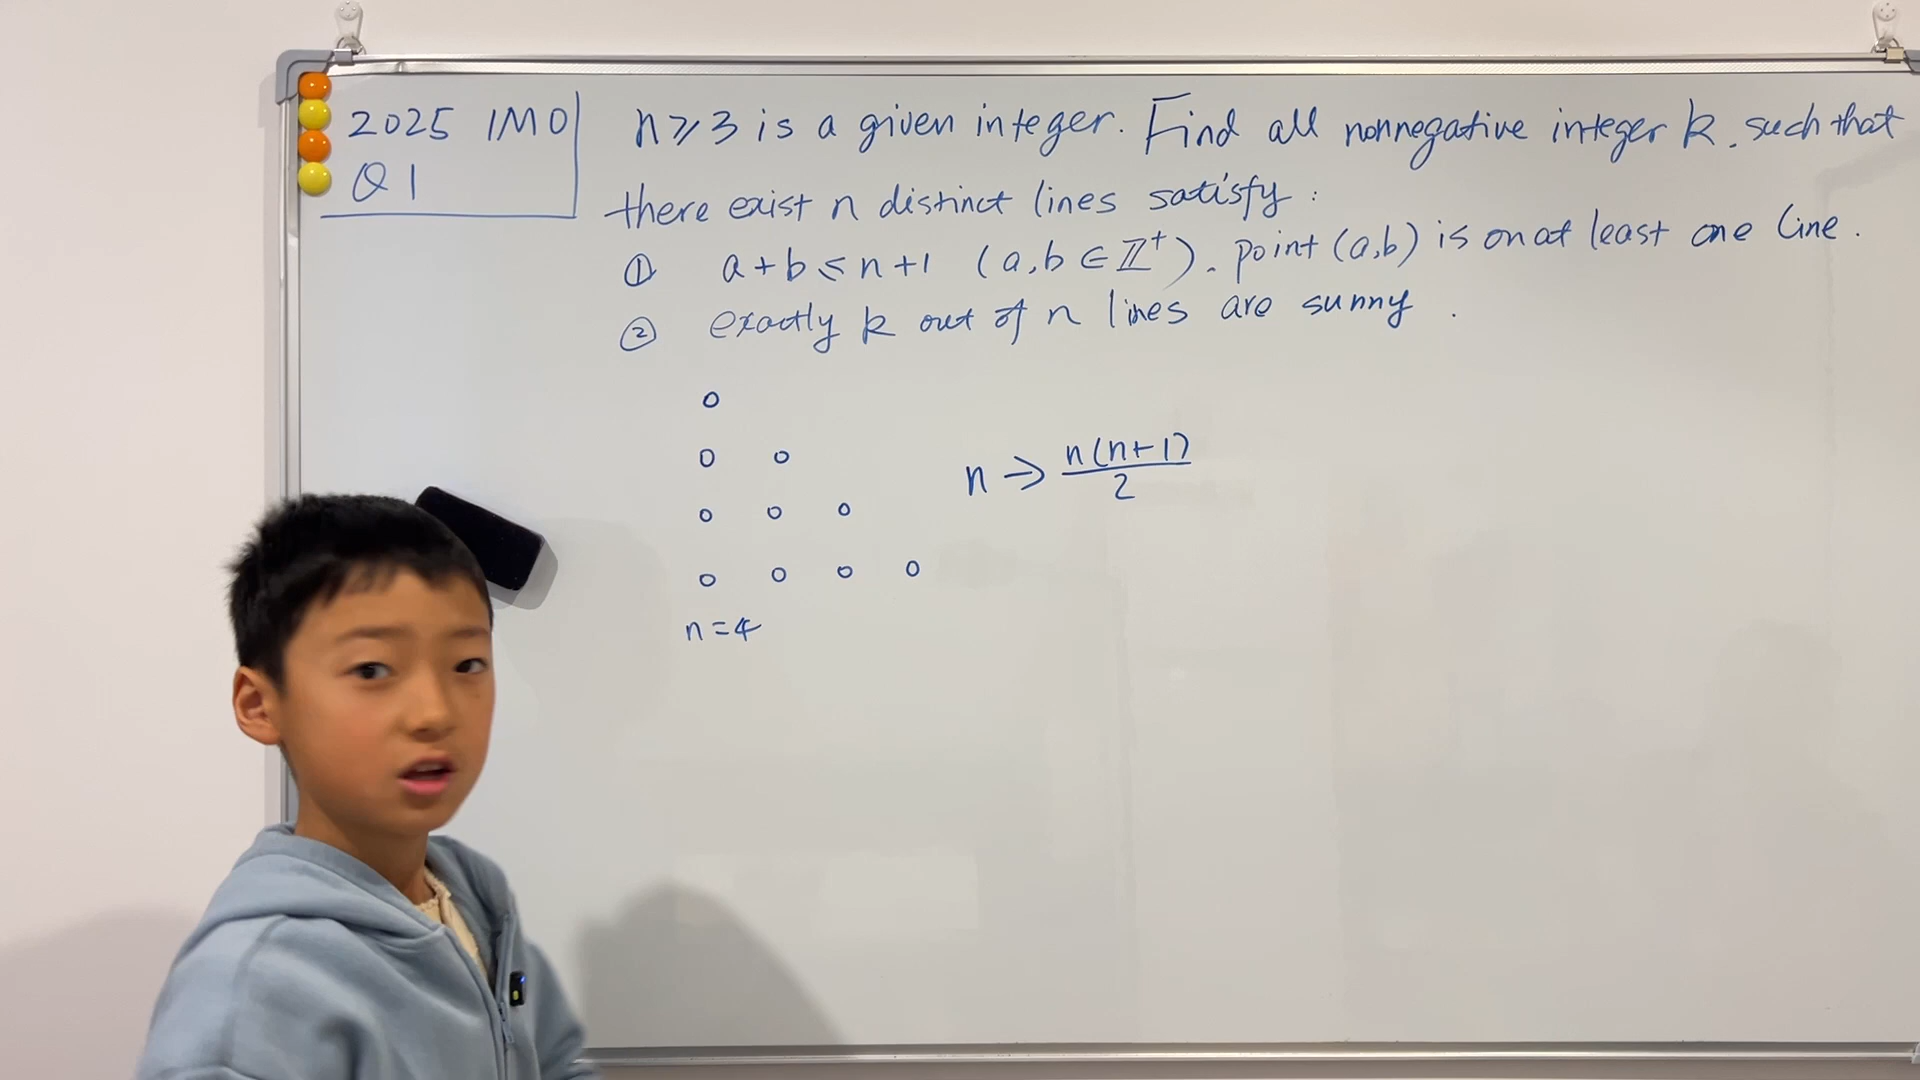 2025 IMO
Q1
n⩾3 is a given integer. Find all nonnegative integer k. such that
there exist n distinct lines satisfy:
① a+b≤n+1 (a,b∈ℤ⁺). point (a,b) is on at least one line.
② exactly k out of n lines are sunny.
n → n(n+1)/2
n=4